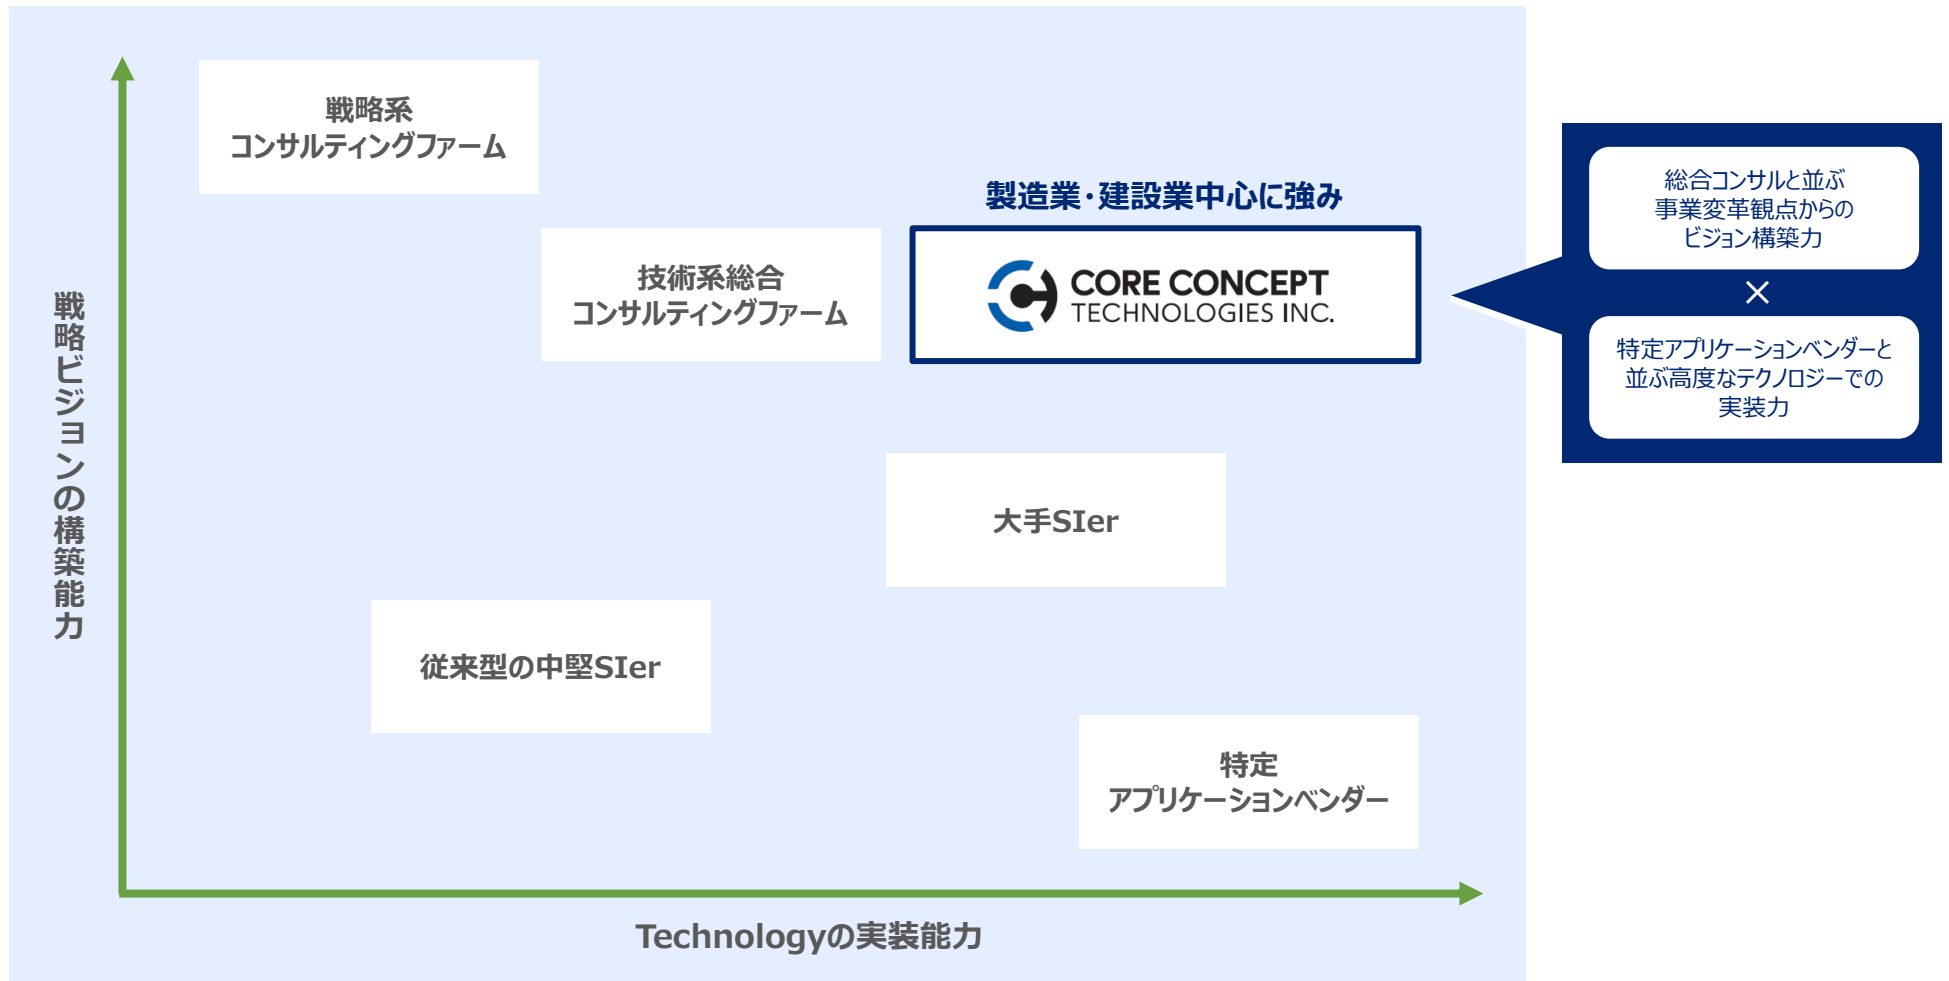 戦略系
コンサルティングファーム
製造業・建設業中心に強み
技術系総合
コンサルティングファーム
CORE CONCEPT
TECHNOLOGIES INC.
総合コンサルと並ぶ
事業変革観点からの
ビジョン構築力
×
特定アプリケーションベンダーと
並ぶ高度なテクノロジーでの
実装力
戦略ビジョンの構築能力
大手SIer
従来型の中堅SIer
特定
アプリケーションベンダー
Technologyの実装能力